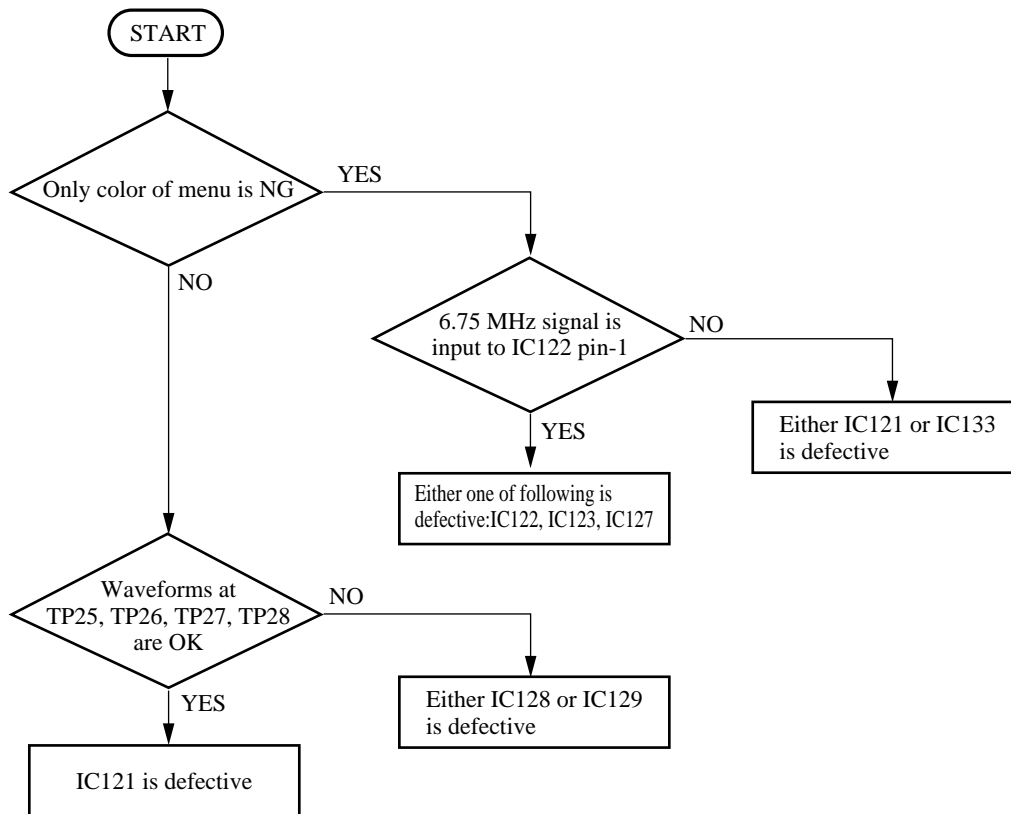 START
Only color of menu is NG
YES
NO
6.75 MHz signal is
input to IC122 pin-1
NO
YES
Either IC121 or IC133
is defective
Either one of following is
defective:IC122, IC123, IC127
Waveforms at
TP25, TP26, TP27, TP28
are OK
NO
YES
Either IC128 or IC129
is defective
IC121 is defective